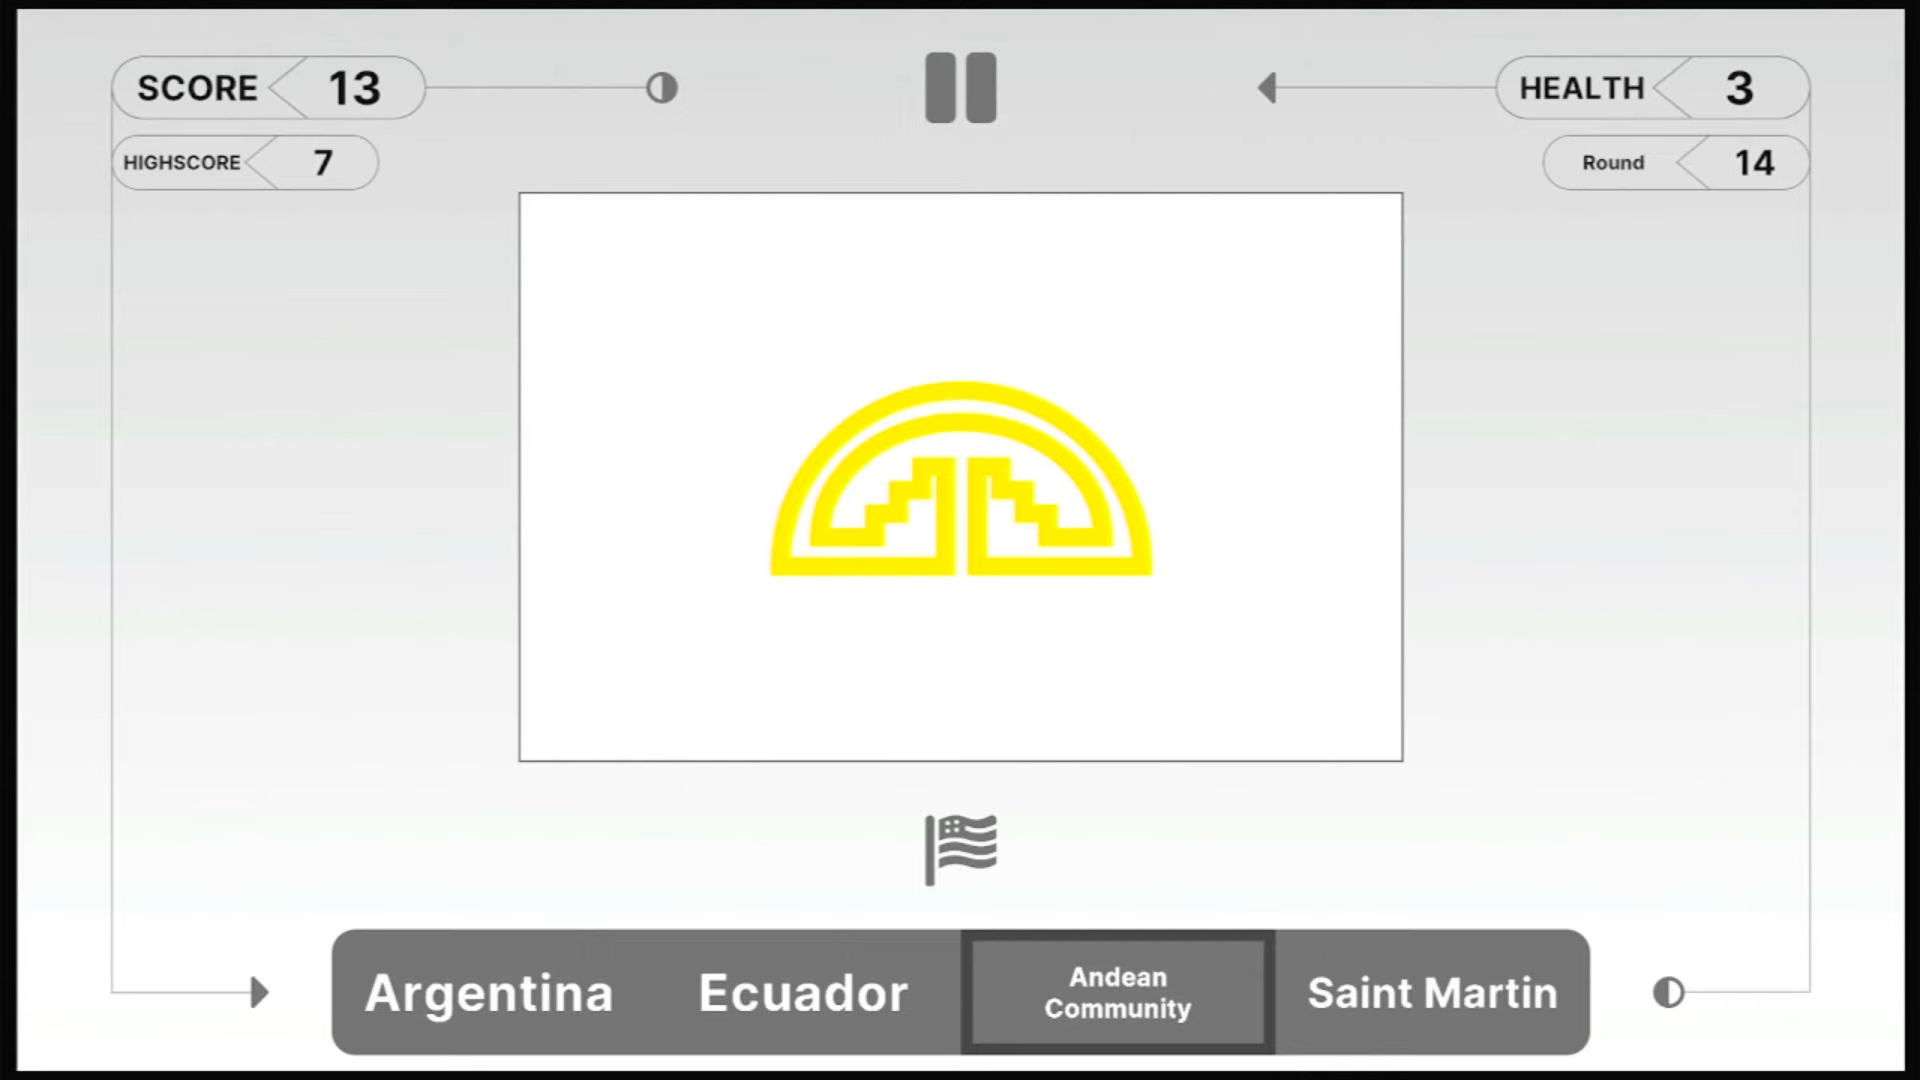 SCORE 13
HEALTH 3
HIGHSCORE 7
Round 14
Argentina
Ecuador
Andean
Community
Saint Martin